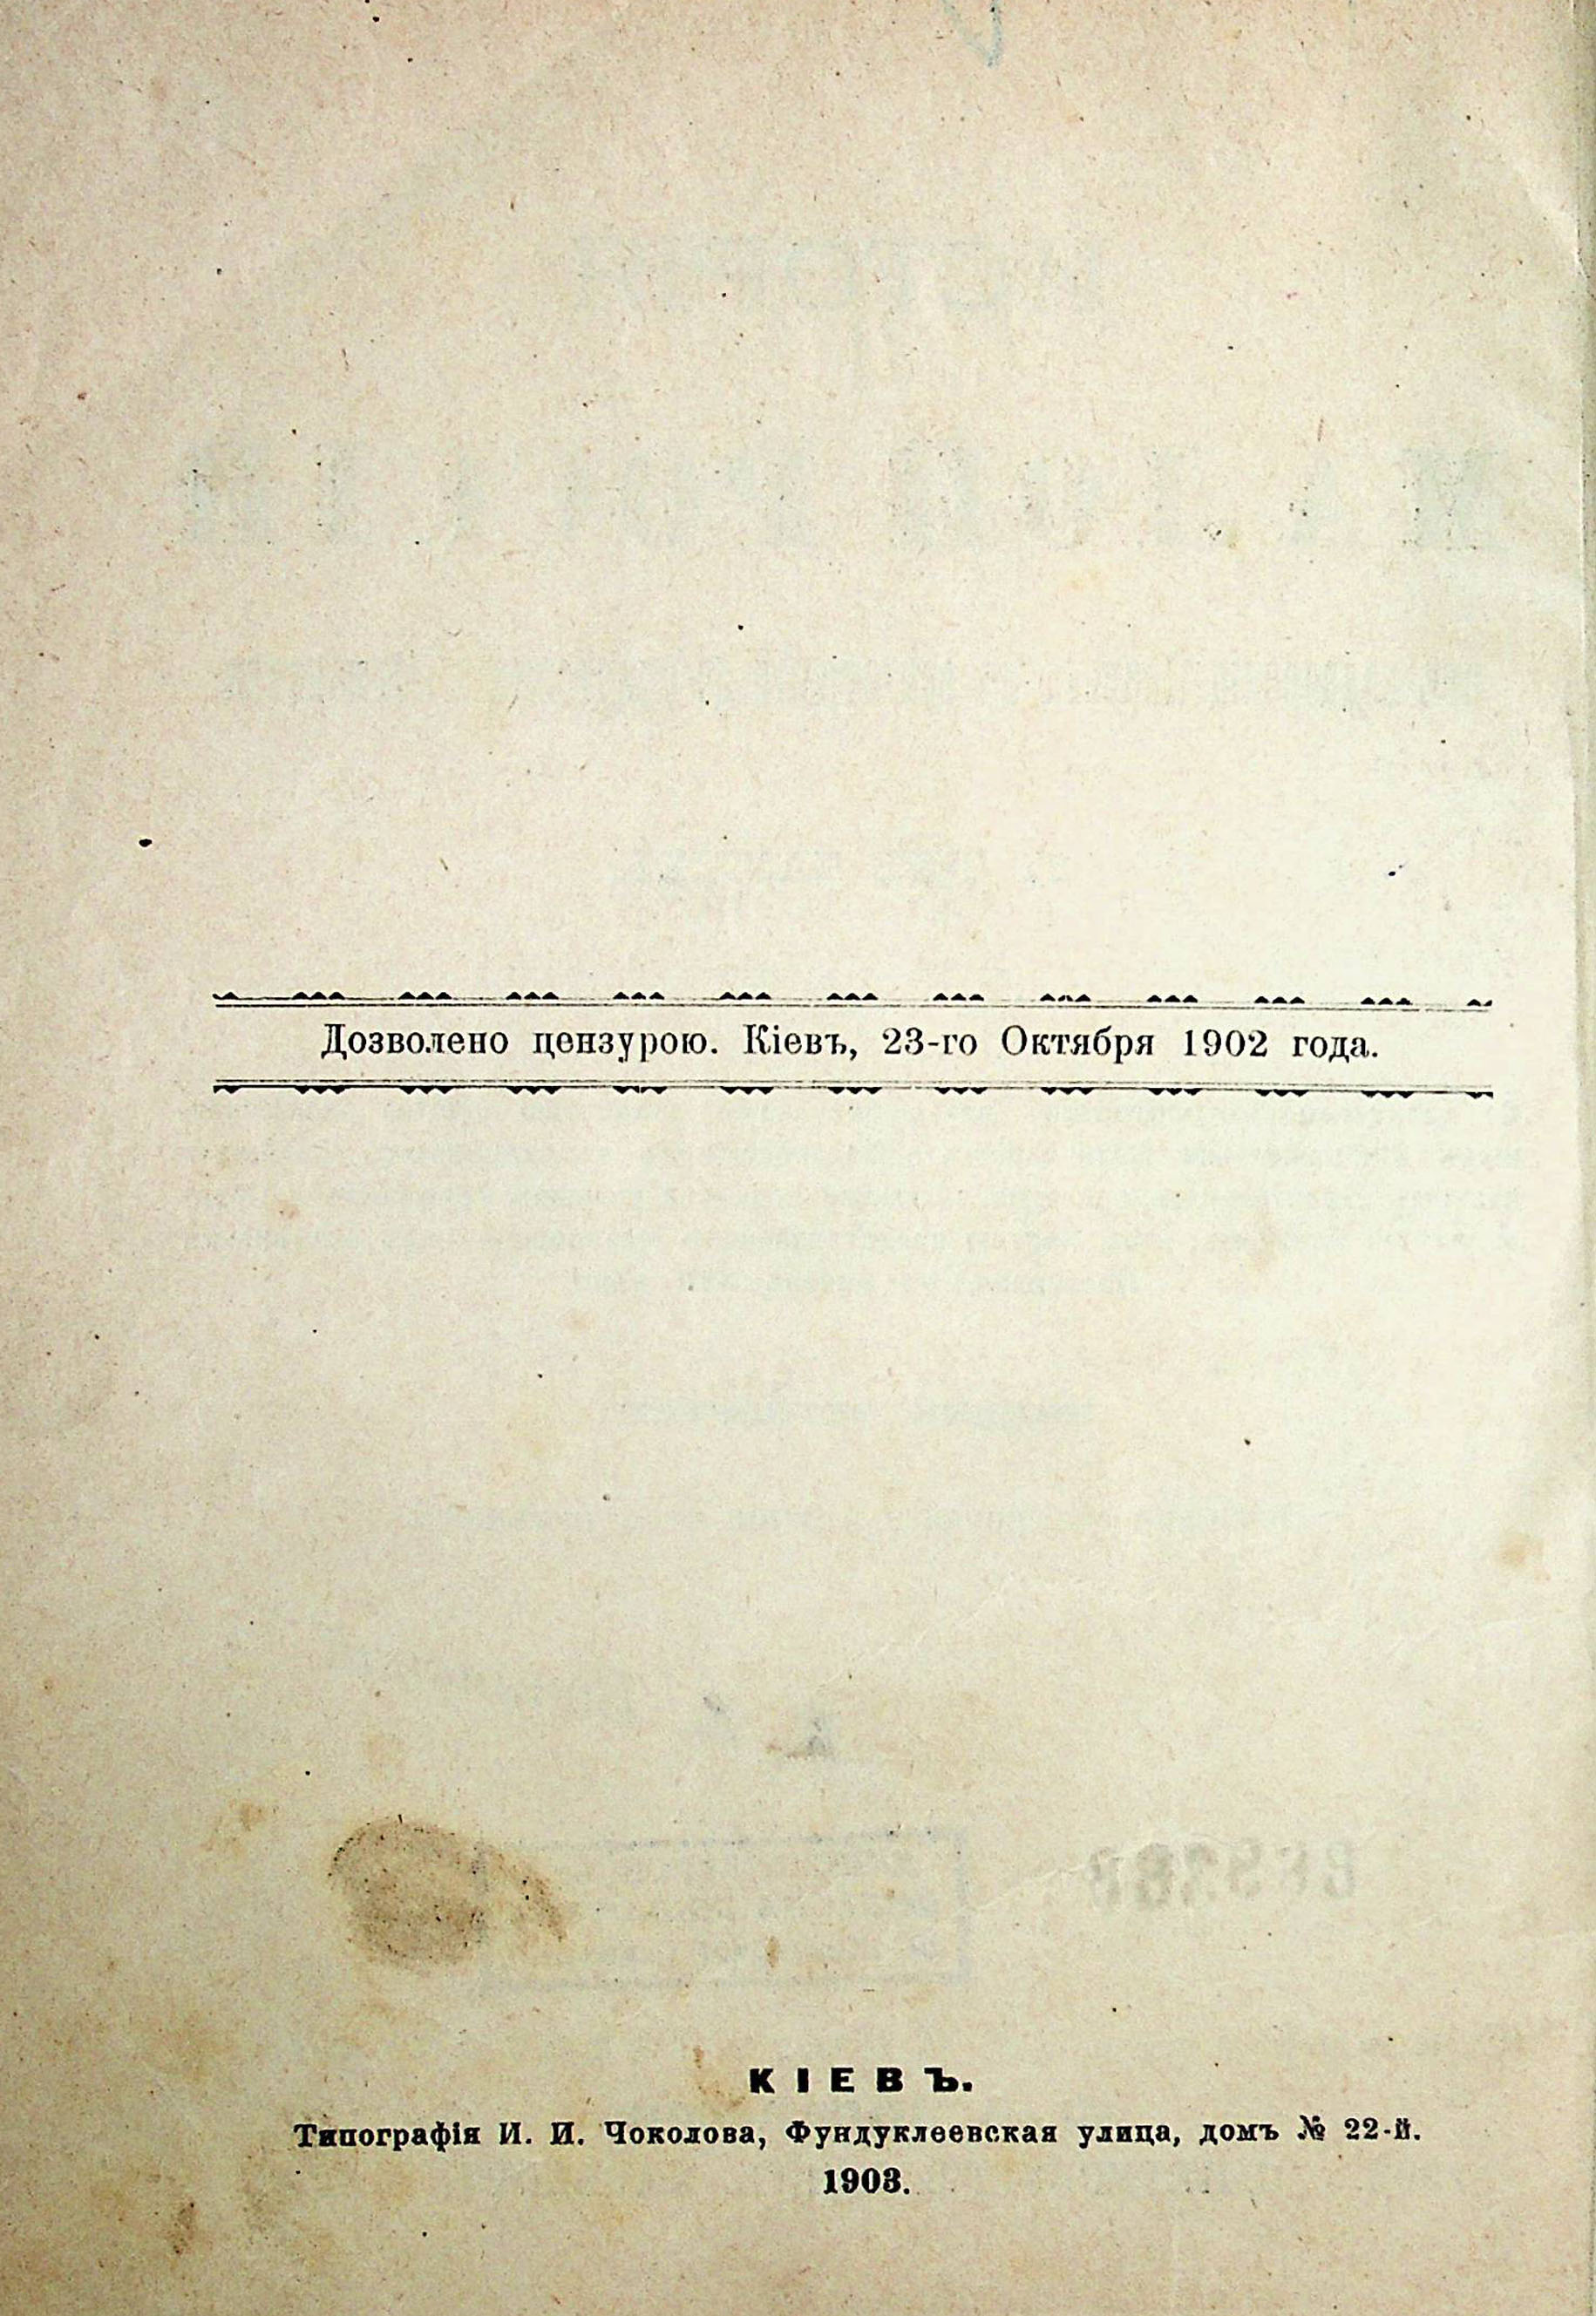 Дозволено цензурою. Кіевъ, 23-го Октября 1902 года.
КІЕВЪ.
Типографія И. И. Чоколова, Фундуклеевская улица, домъ № 22-й.
1903.